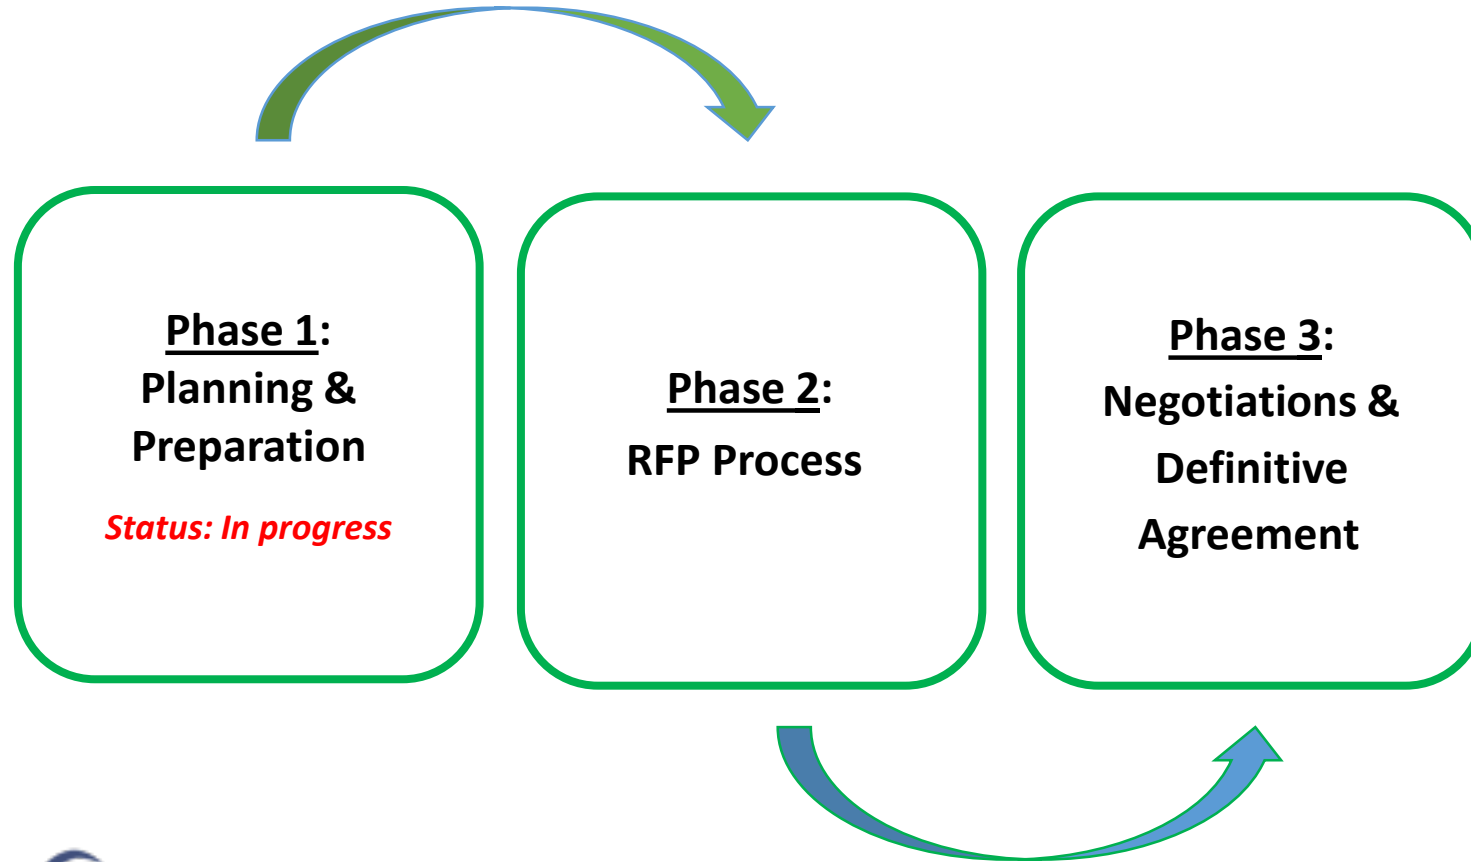 Phase 1:
Planning &
Preparation
Status: In progress
Phase 2:
RFP Process
Phase 3:
Negotiations &
Definitive
Agreement